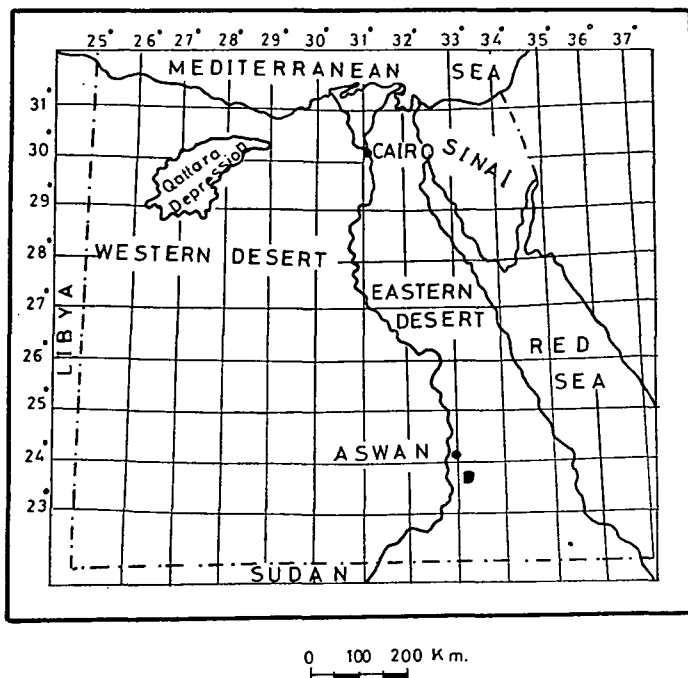 25° 26° 27° 28° 29° 30° 31° 32° 33° 34° 35° 36° 37°
MEDITERRANEAN SEA
31°
30°
29°
28°
27°
26°
25°
24°
23°
CAIRO
SINAI
Qattara
Depression
WESTERN DESERT
EASTERN
DESERT
LIBYA
RED
SEA
ASWAN
SUDAN
0 100 200 Km.